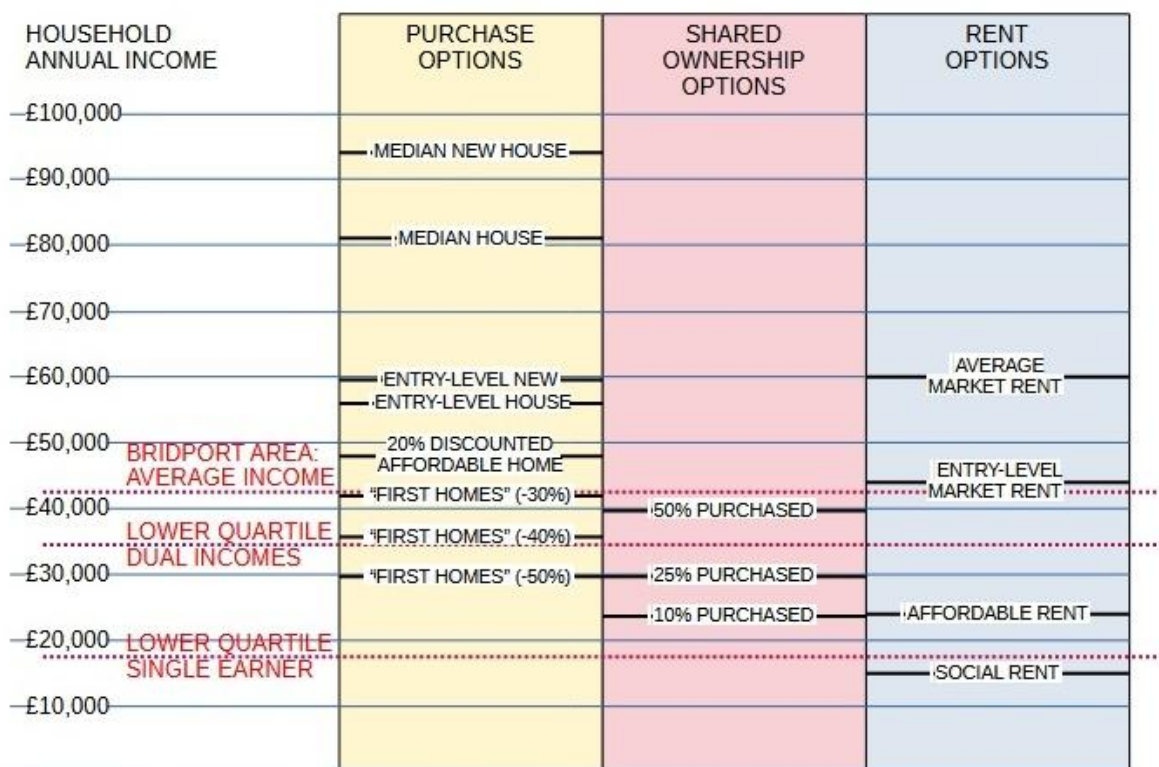 HOUSEHOLD
ANNUAL INCOME
PURCHASE
OPTIONS
SHARED
OWNERSHIP
OPTIONS
RENT
OPTIONS
£100,000
MEDIAN NEW HOUSE
£90,000
MEDIAN HOUSE
£80,000
£70,000
£60,000
ENTRY-LEVEL NEW
ENTRY-LEVEL HOUSE
AVERAGE
MARKET RENT
£50,000
20% DISCOUNTED
AFFORDABLE HOME
BRIDPORT AREA:
AVERAGE INCOME
"FIRST HOMES" (-30%)
ENTRY-LEVEL
MARKET RENT
£40,000
50% PURCHASED
LOWER QUARTILE
DUAL INCOMES
"FIRST HOMES" (-40%)
£30,000
"FIRST HOMES" (-50%)
25% PURCHASED
10% PURCHASED
AFFORDABLE RENT
£20,000
LOWER QUARTILE
SINGLE EARNER
SOCIAL RENT
£10,000